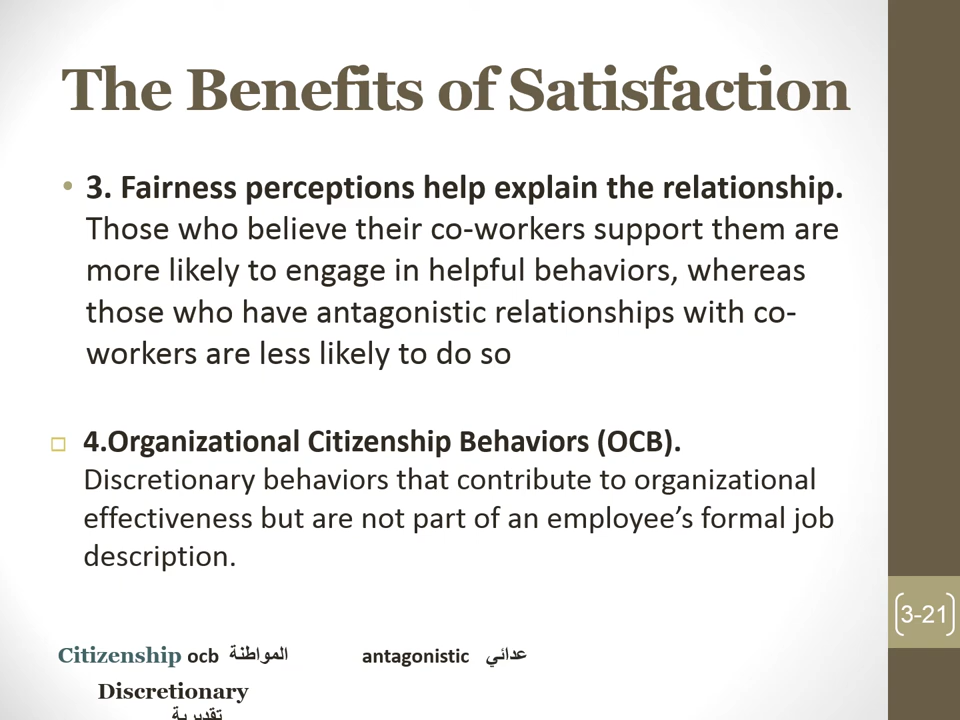 The Benefits of Satisfaction
• 3. Fairness perceptions help explain the relationship.
Those who believe their co-workers support them are
more likely to engage in helpful behaviors, whereas
those who have antagonistic relationships with co-
workers are less likely to do so
4.Organizational Citizenship Behaviors (OCB).
Discretionary behaviors that contribute to organizational
effectiveness but are not part of an employee’s formal job
description.
3-21
Citizenship ocb المواطنة antagonistic عدائي
Discretionary
تقديرية